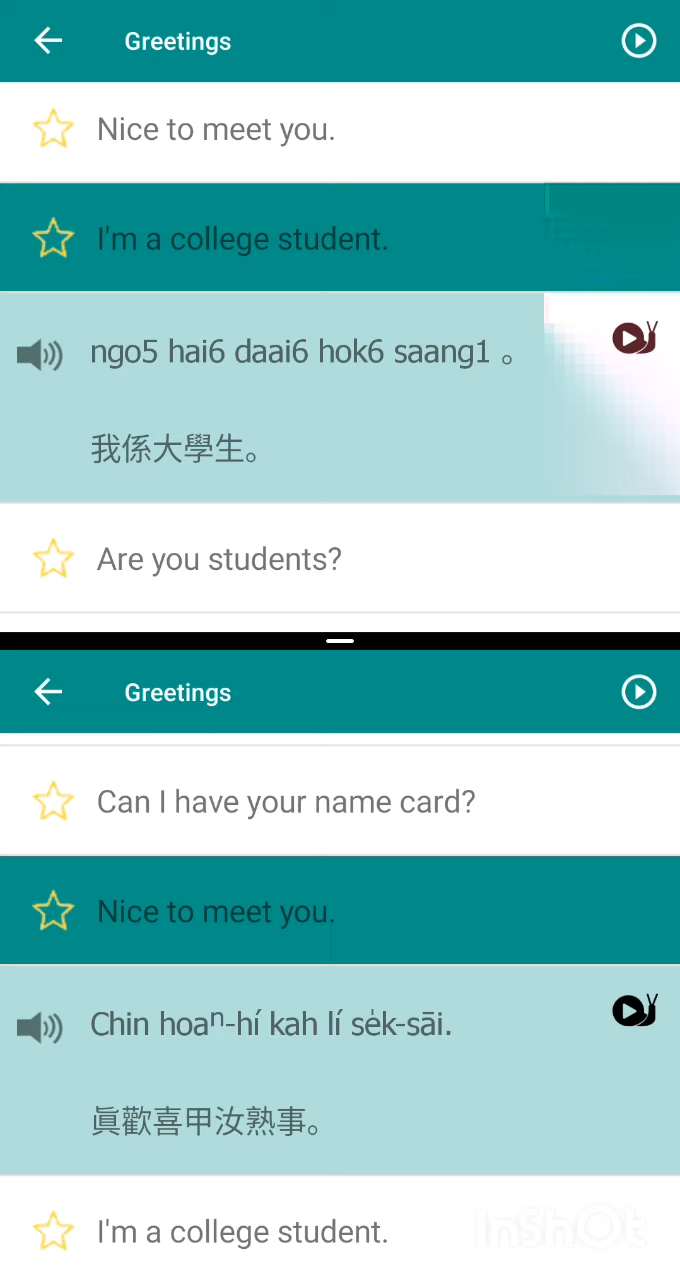 Greetings
Nice to meet you.
I'm a college student.
ngo5 hai6 daai6 hok6 saang1 。
我係大學生。
Are you students?
Greetings
Can I have your name card?
Nice to meet you.
Chin hoaⁿ-hí kah lí se̍k-sāi.
眞歡喜甲汝熟事。
I'm a college student.
InShOt